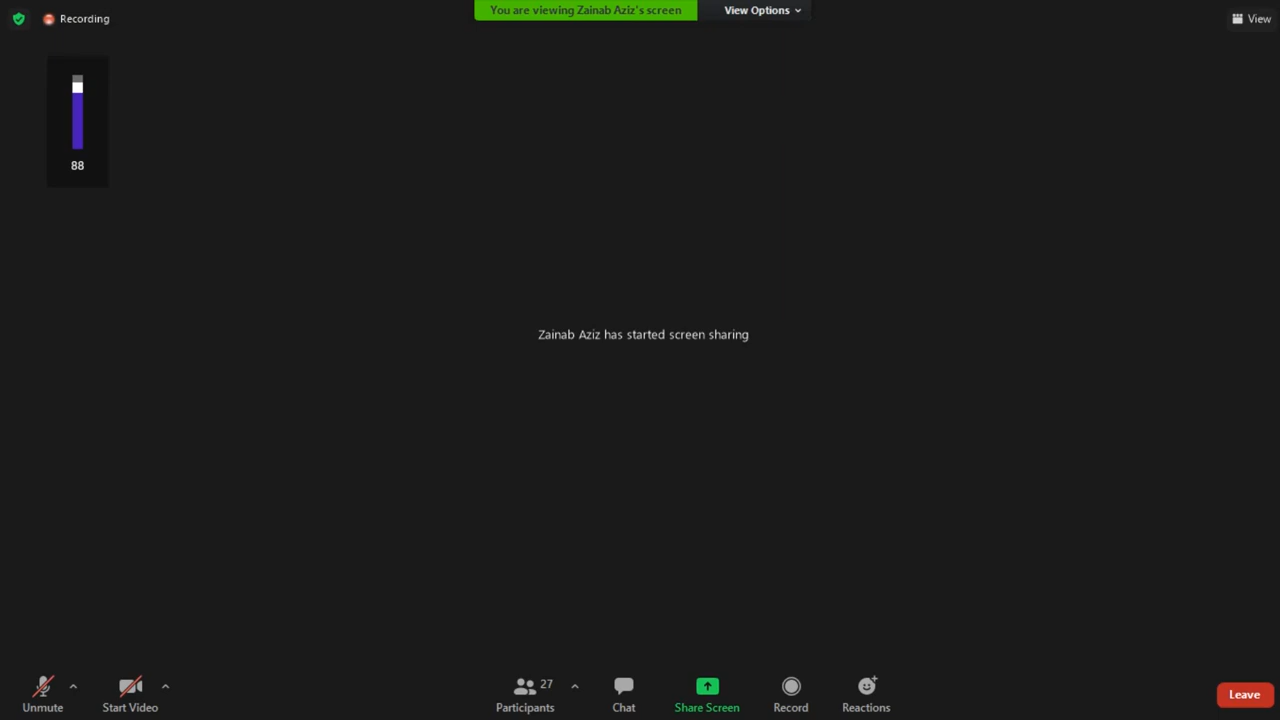 Recording
You are viewing Zainab Aziz's screen
View Options
View
88
Zainab Aziz has started screen sharing
Unmute
Start Video
27
Participants
Chat
Share Screen
Record
Reactions
Leave